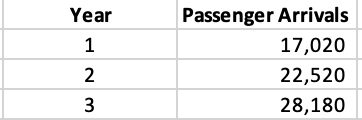 Year Passenger Arrivals
1 17,020
2 22,520
3 28,180